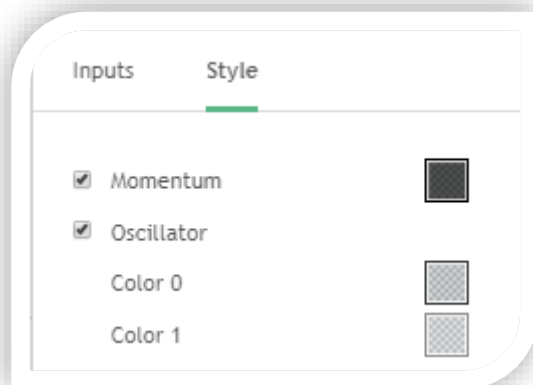 Inputs Style
Momentum
Oscillator
Color 0
Color 1